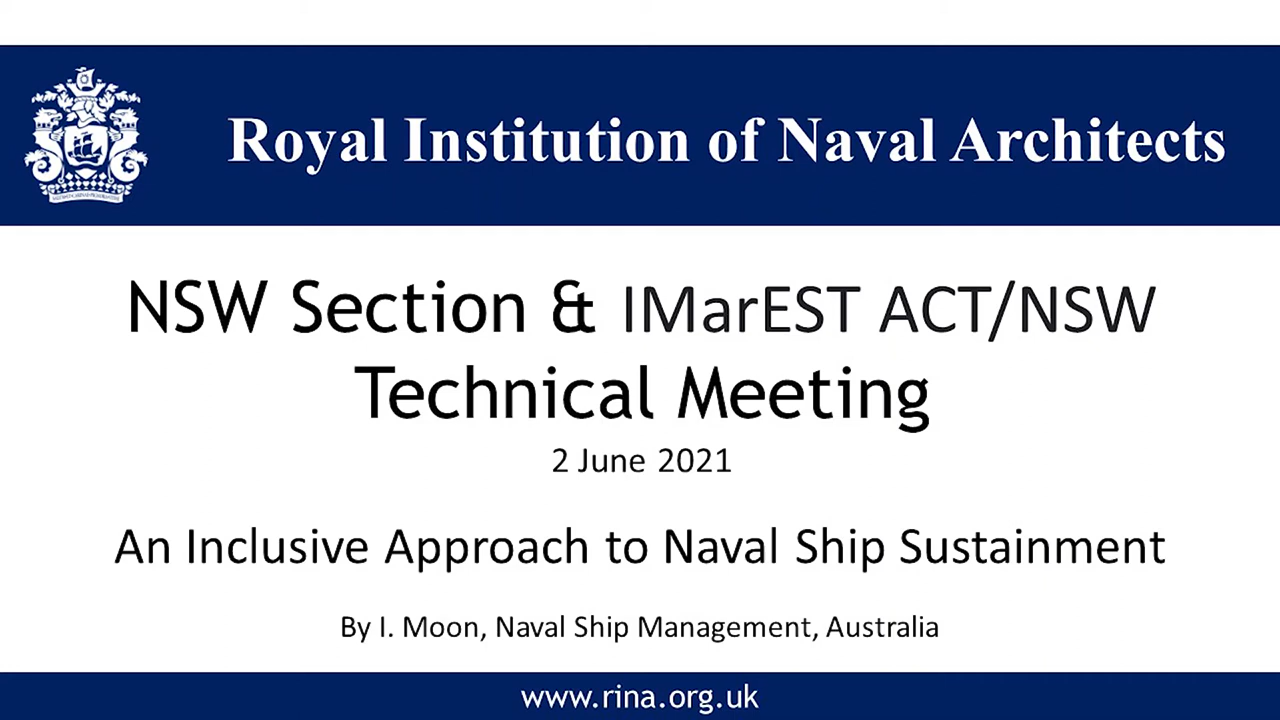 Royal Institution of Naval Architects
NSW Section & IMarEST ACT/NSW
Technical Meeting
2 June 2021
An Inclusive Approach to Naval Ship Sustainment
By I. Moon, Naval Ship Management, Australia
www.rina.org.uk